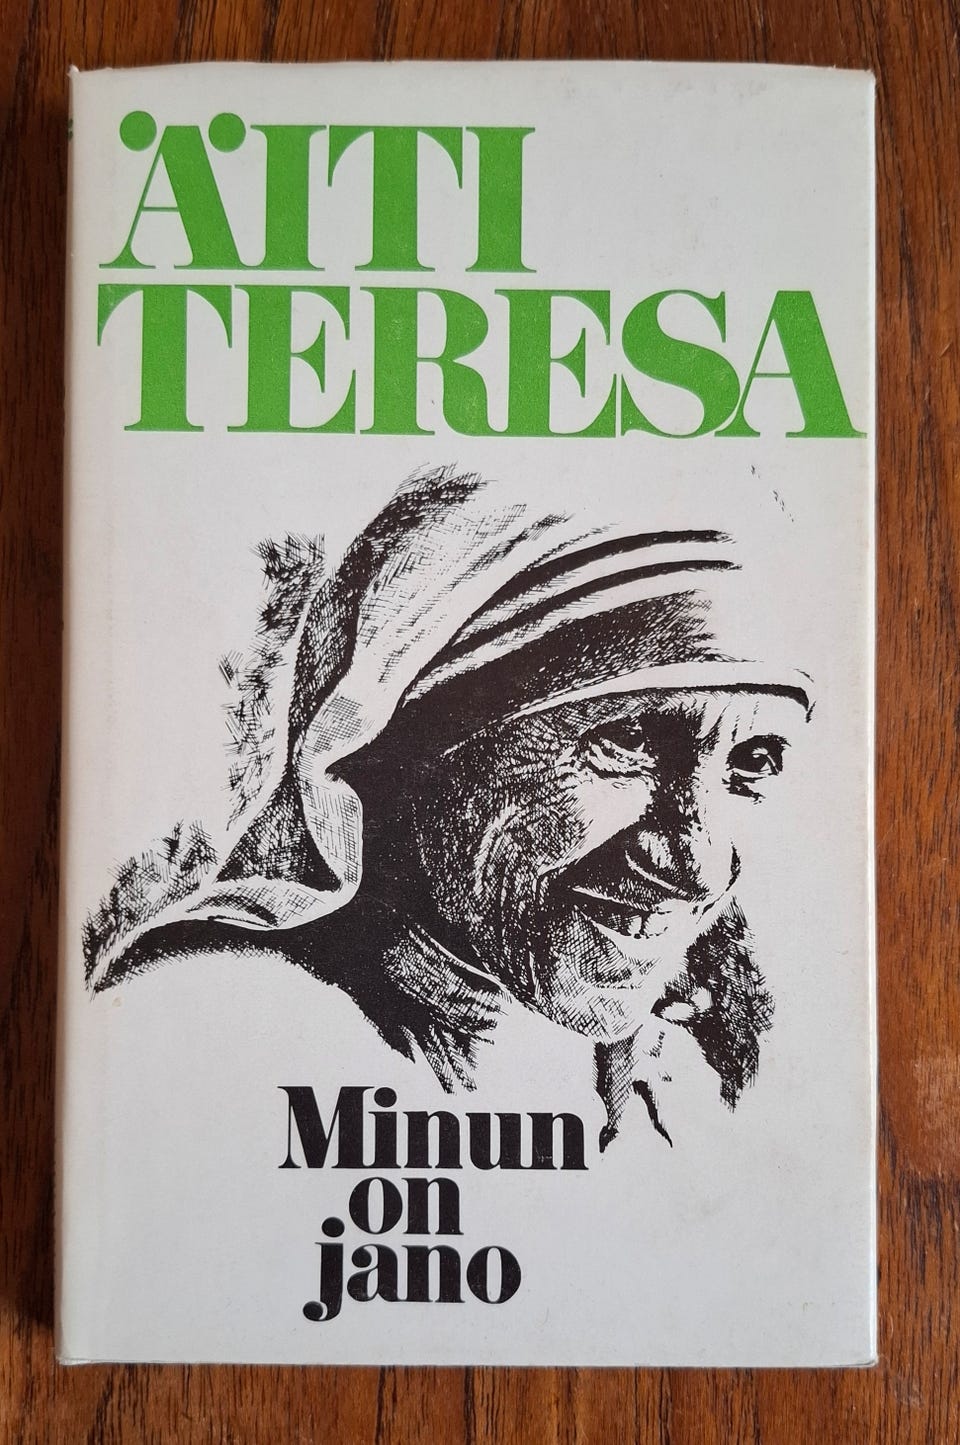 ÄITI
TERESA
Minun
on
jano